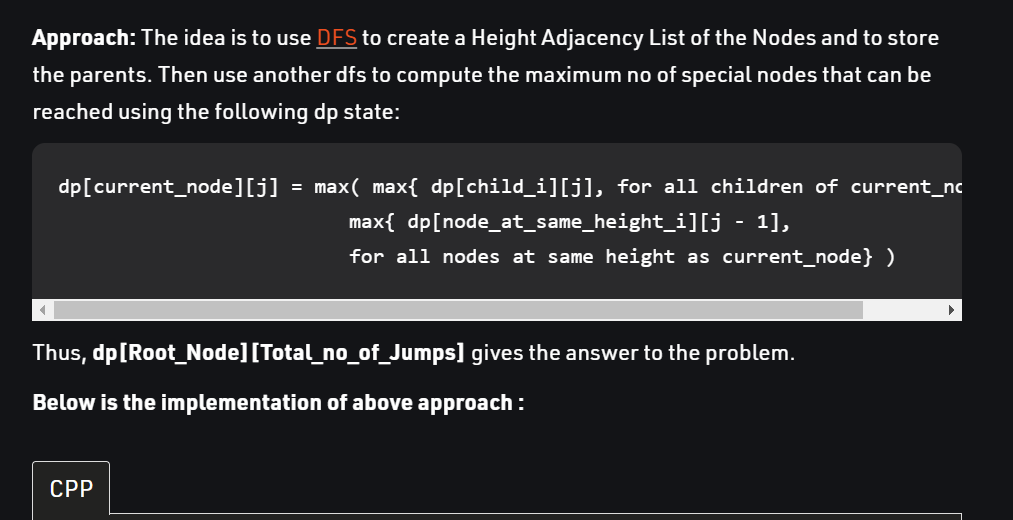 Approach: The idea is to use DFS to create a Height Adjacency List of the Nodes and to store
the parents. Then use another dfs to compute the maximum no of special nodes that can be
reached using the following dp state:
dp[current_node][j] = max( max{ dp[child_i][j], for all children of current_no
max{ dp[node_at_same_height_i][j - 1],
for all nodes at same height as current_node} )
Thus, dp[Root_Node][Total_no_of_Jumps] gives the answer to the problem.
Below is the implementation of above approach :
CPP